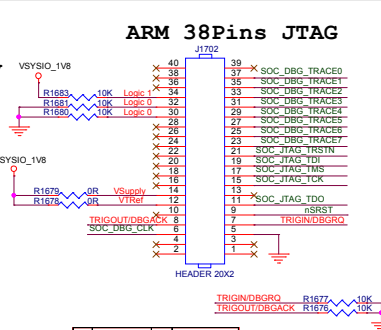 ARM 38Pins JTAG
J1702
VSYSIO_1V8
40 39
38 37 SOC_DBG_TRACE0
36 35 SOC_DBG_TRACE1
R1683 10K Logic 1 34 33 SOC_DBG_TRACE2
R1681 10K Logic 0 32 31 SOC_DBG_TRACE3
R1680 10K Logic 0 30 29 SOC_DBG_TRACE4
28 27 SOC_DBG_TRACE5
26 25 SOC_DBG_TRACE6
24 23 SOC_DBG_TRACE7
22 21 SOC_JTAG_TRSTN
SYSIO_1V8
20 19 SOC_JTAG_TDI
18 17 SOC_JTAG_TMS
16 15 SOC_JTAG_TCK
R1679 0R VSupply 14 13
R1678 0R VTRef 12 11 SOC_JTAG_TDO
10 9 nSRST
TRIGOUT/DBGACK 8 7 TRIGIN/DBGRQ
SOC_DBG_CLK 6 5
4 3
2 1
HEADER 20X2
TRIGIN/DBGRQ R1677 10K
TRIGOUT/DBGACK R1676 10K